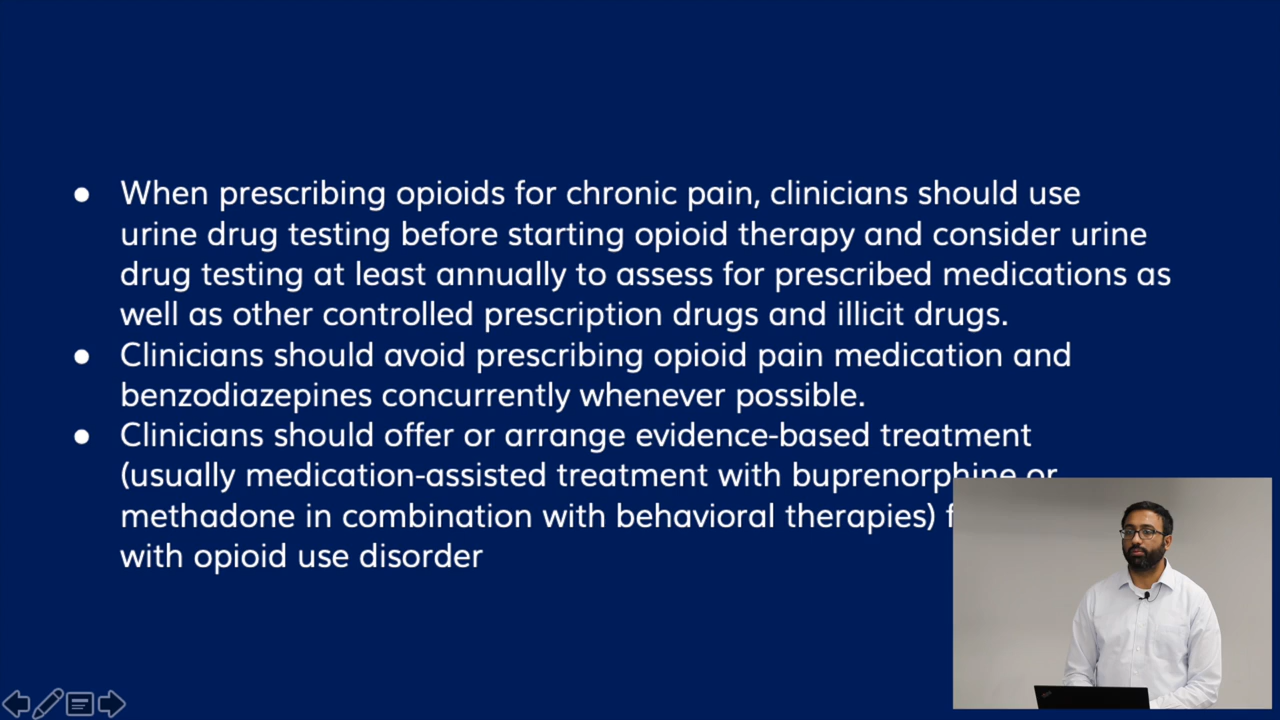 ● When prescribing opioids for chronic pain, clinicians should use
urine drug testing before starting opioid therapy and consider urine
drug testing at least annually to assess for prescribed medications as
well as other controlled prescription drugs and illicit drugs.
● Clinicians should avoid prescribing opioid pain medication and
benzodiazepines concurrently whenever possible.
● Clinicians should offer or arrange evidence-based treatment
(usually medication-assisted treatment with buprenorphine or
methadone in combination with behavioral therapies)
with opioid use disorder